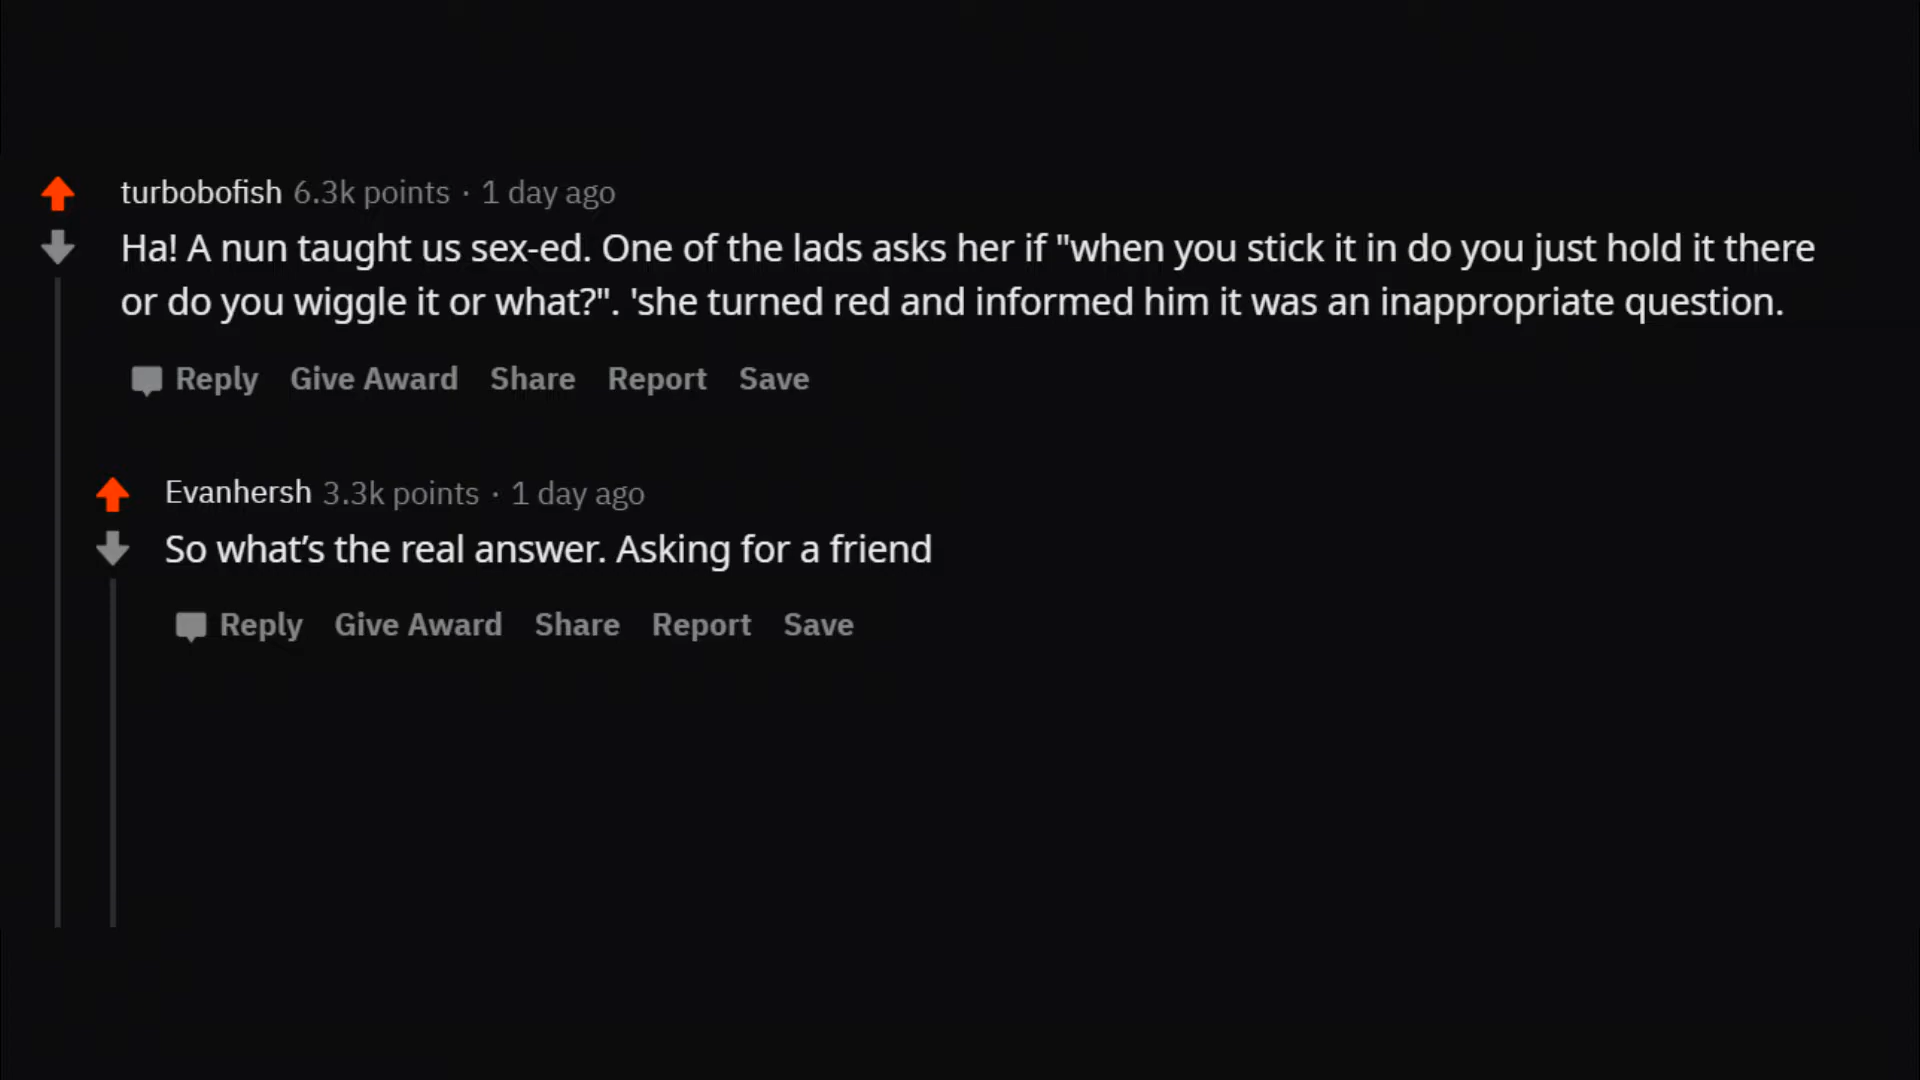 turbobofish 6.3k points · 1 day ago
Ha! A nun taught us sex-ed. One of the lads asks her if "when you stick it in do you just hold it there
or do you wiggle it or what?". 'she turned red and informed him it was an inappropriate question.
Reply Give Award Share Report Save
Evanhersh 3.3k points · 1 day ago
So what’s the real answer. Asking for a friend
Reply Give Award Share Report Save